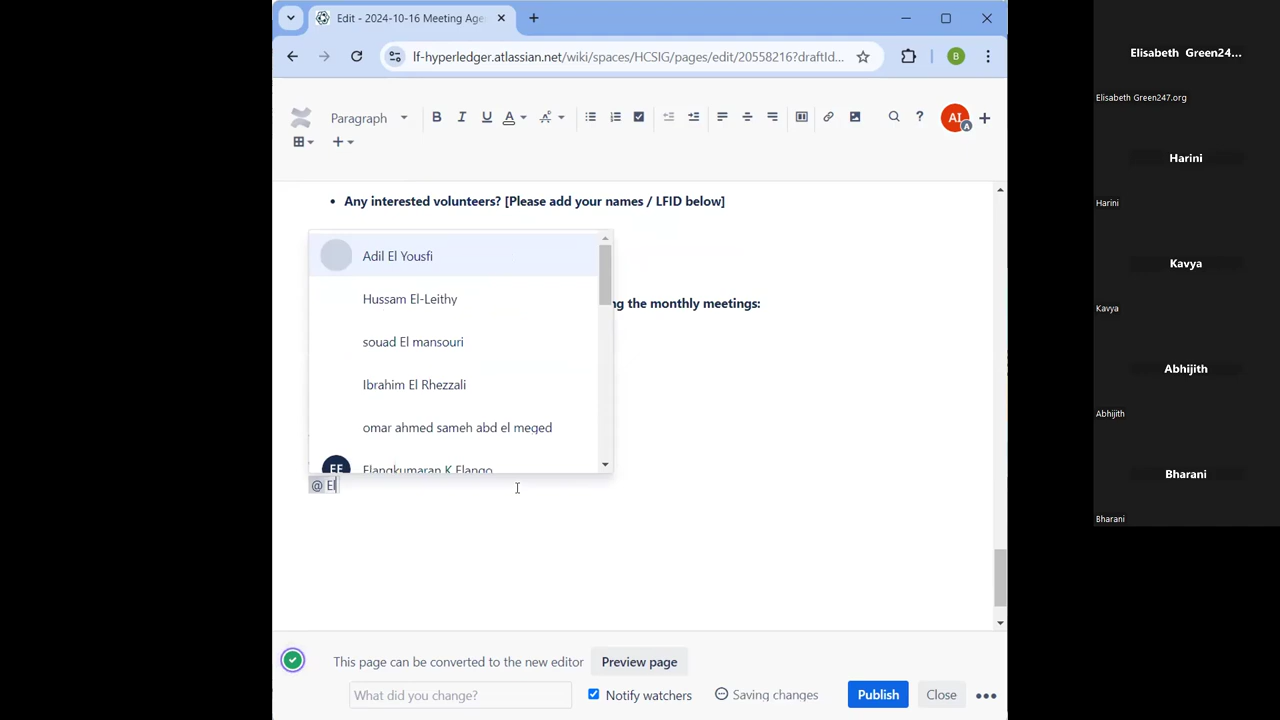 Edit - 2024-10-16 Meeting Age
lf-hyperledger.atlassian.net/wiki/spaces/HCSIG/pages/edit/20558216?draftId...
B
Paragraph
B I U A
? AI A
• Any interested volunteers? [Please add your names / LFID below]
Adil El Yousfi
Hussam El-Leithy
ng the monthly meetings:
souad El mansouri
Ibrahim El Rhezzali
omar ahmed sameh abd el meged
EE Elangkumaran K Elango
@ El
This page can be converted to the new editor Preview page
What did you change? Notify watchers Saving changes Publish Close
Elisabeth Green24...
Elisabeth Green247.org
Harini
Harini
Kavya
Kavya
Abhijith
Abhijith
Bharani
Bharani